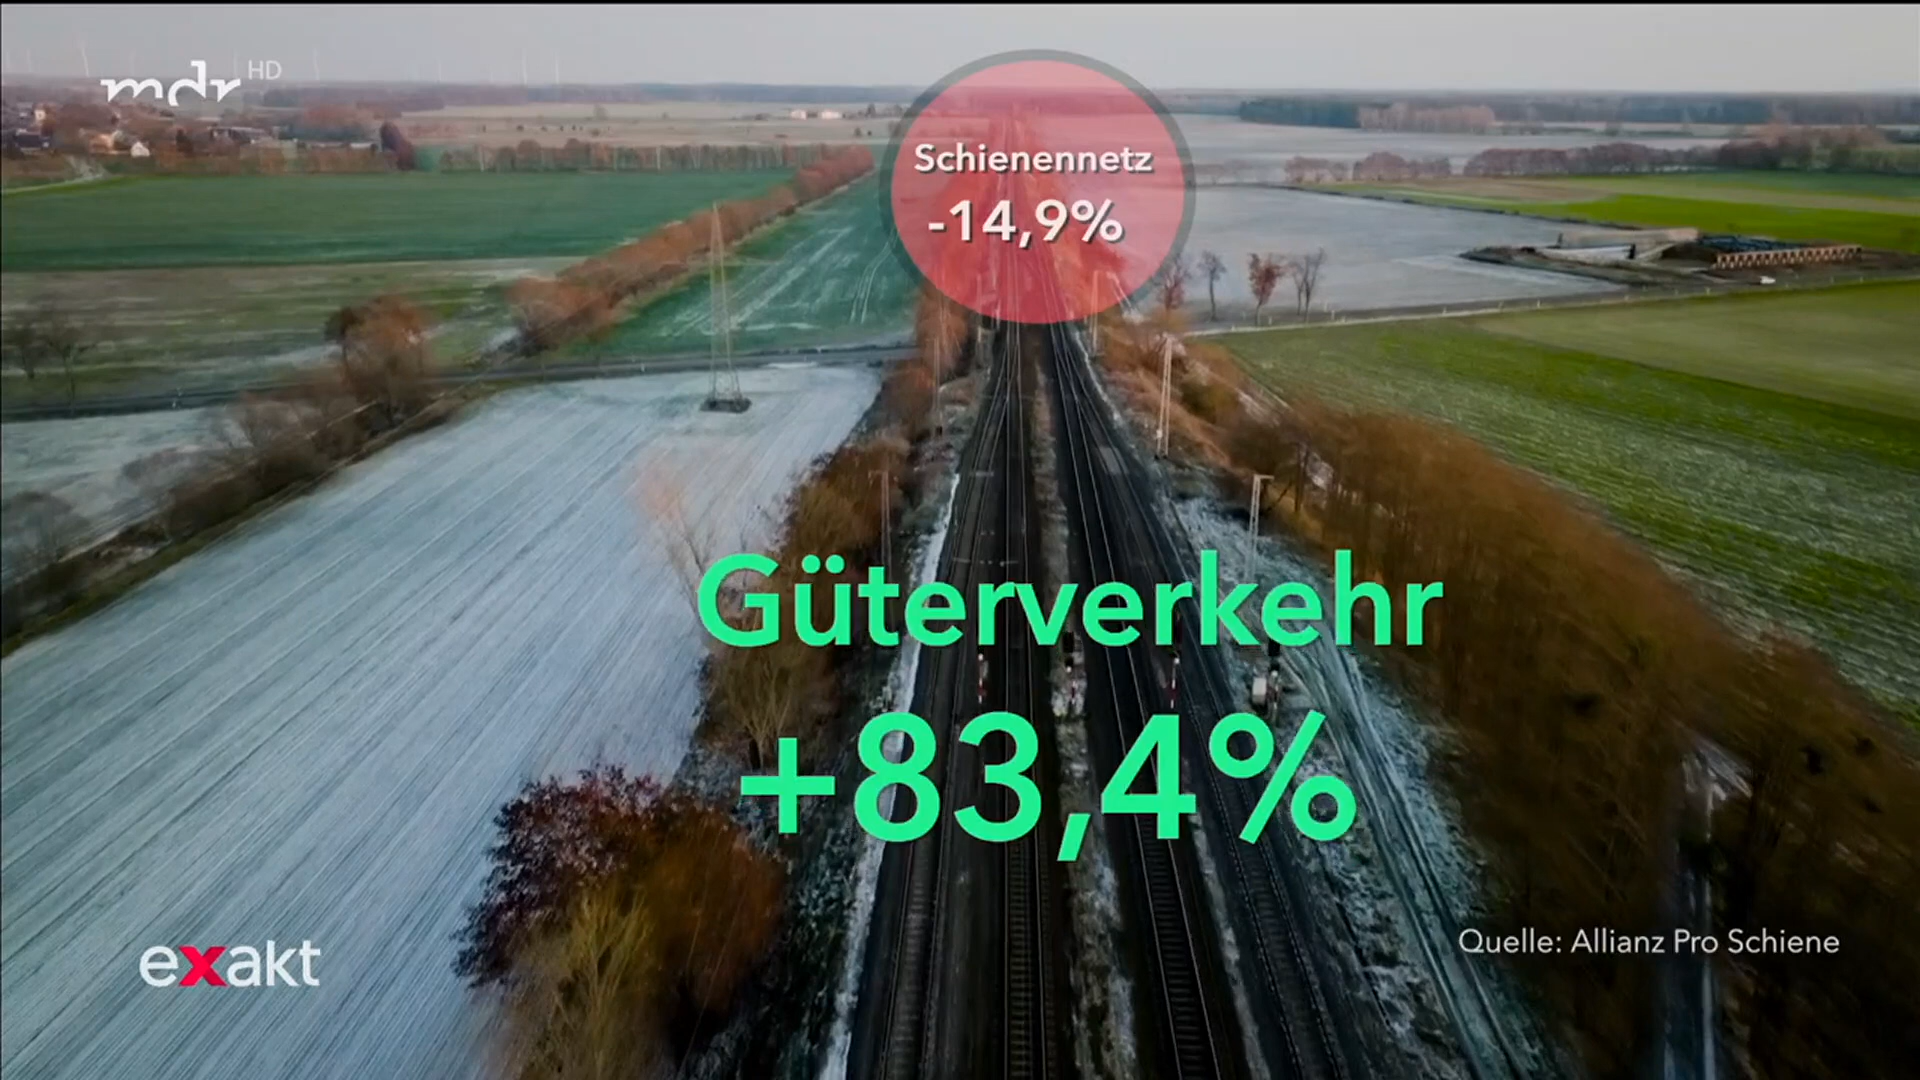 mdr HD
Schienennetz
-14,9%
Güterverkehr
+83,4%
Quelle: Allianz Pro Schiene
exakt